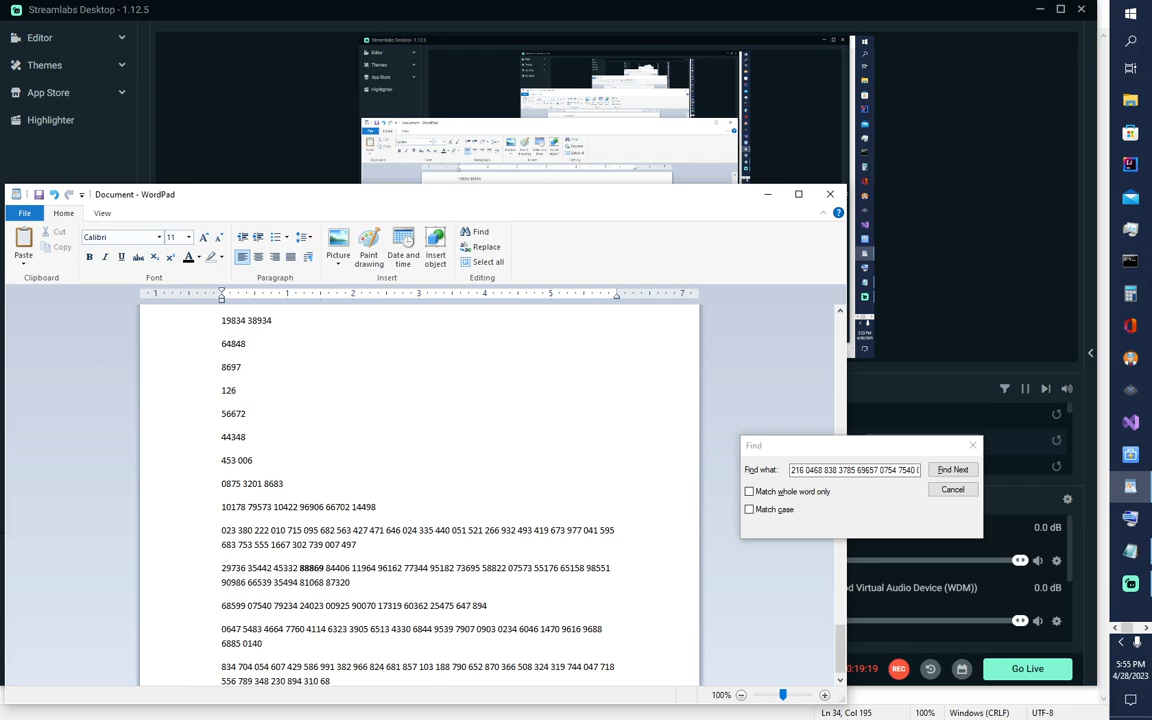 Streamlabs Desktop - 1.12.5
Editor
Themes
App Store
Highlighter
Document - WordPad
File
Home
View
Paste
Cut
Copy
Calibri
11
Picture
Paint drawing
Date and time
Insert object
Find
Replace
Select all
Clipboard
Font
Paragraph
Insert
Editing
1 1 2 3 4 5 7
19834 38934
64848
8697
126
56672
44348
453 006
0875 3201 8683
10178 79573 10422 96906 66702 14498
023 380 222 010 715 095 682 563 427 471 646 024 335 440 051 521 266 932 493 419 673 977 041 595
683 753 555 1667 302 739 007 497
29736 35442 45332 88869 84406 11964 96162 77344 95182 73695 58822 07573 55176 65158 98551
90986 66539 35494 81068 87320
68599 07540 79234 24023 00925 90070 17319 60362 25475 647 894
0647 5483 4664 7760 4114 6323 3905 6513 4330 6844 9539 7907 0903 0234 6046 1470 9616 9688
6885 0140
834 704 054 607 429 586 991 382 966 824 681 857 103 188 790 652 870 366 508 324 319 744 047 718
556 789 348 230 894 310 68
100%
Find
Find what:
216 0468 838 3785 69657 0754 7540
Find Next
Cancel
Match whole word only
Match case
0.0 dB
od Virtual Audio Device (WDM))
0.0 dB
0:19:19
REC
Go Live
Ln 34, Col 195
100%
Windows (CRLF)
UTF-8
5:55 PM
4/28/2023